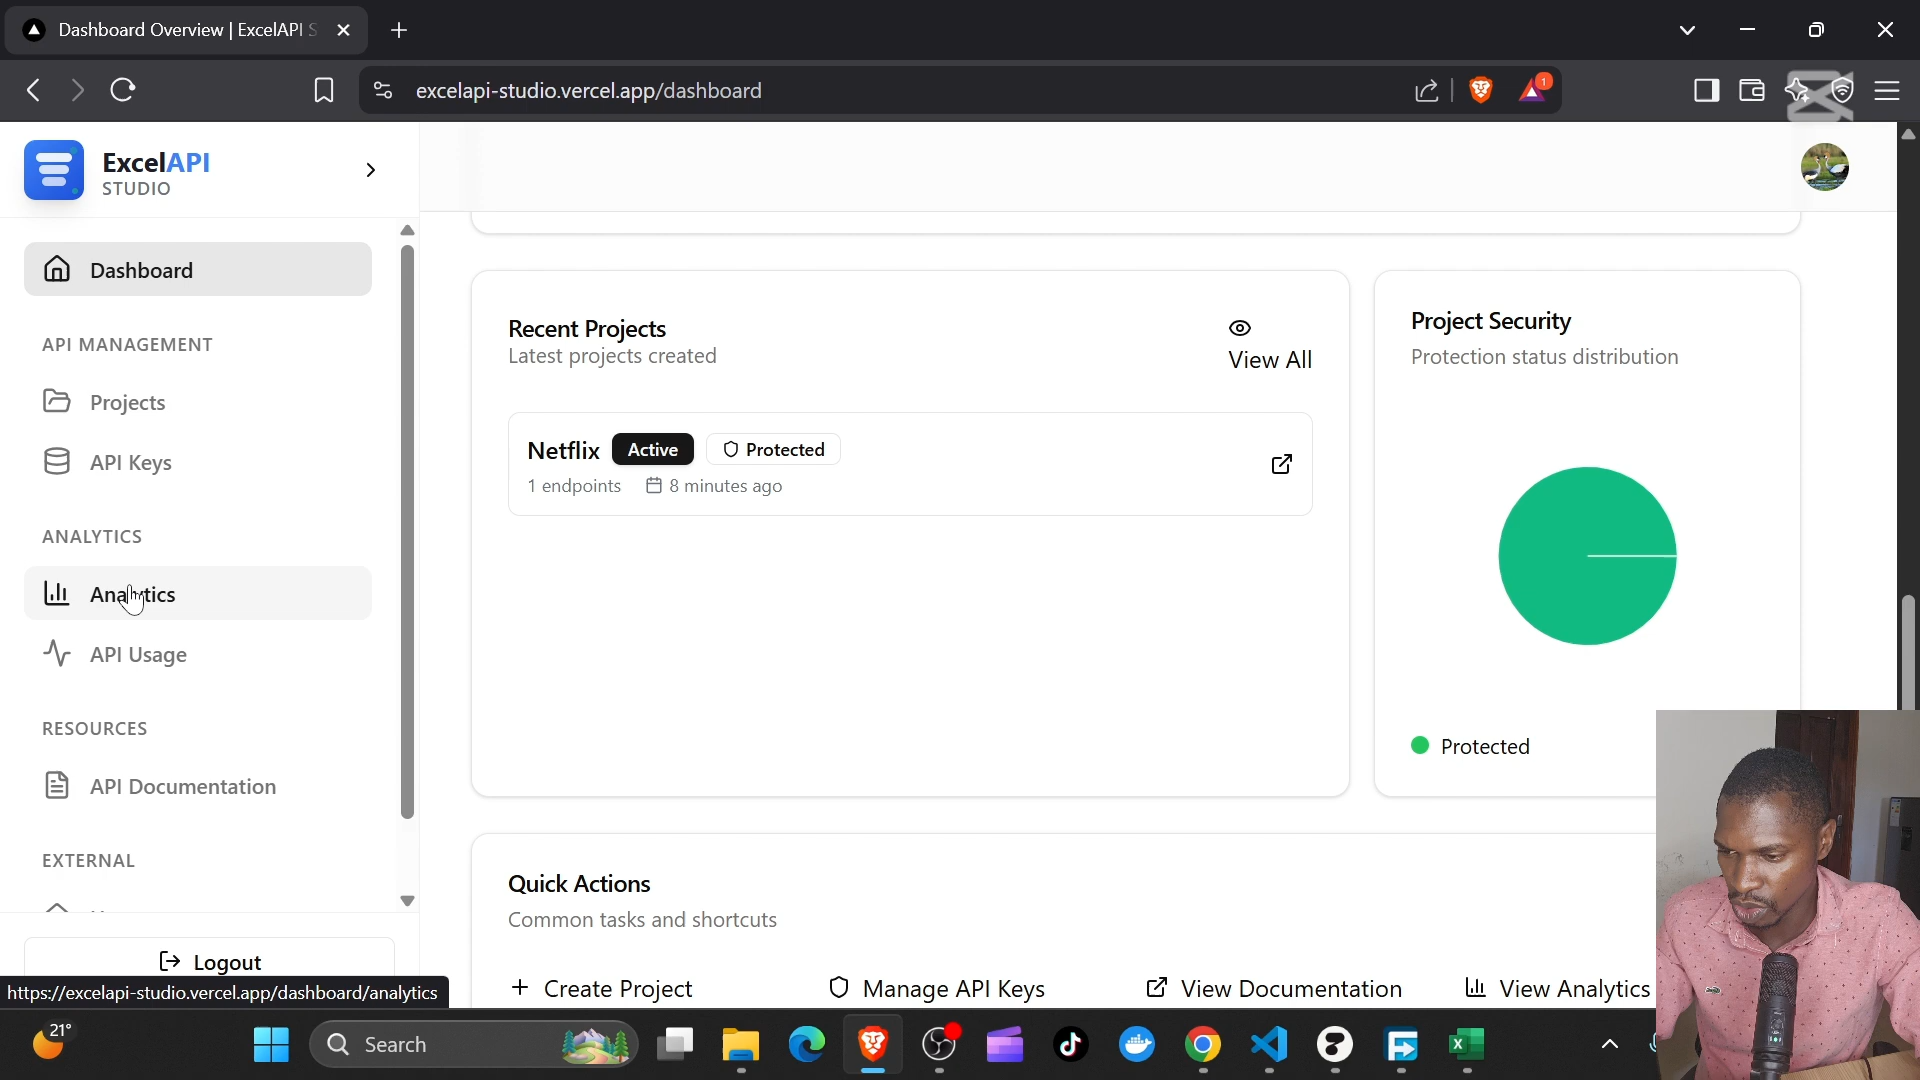 Dashboard Overview | ExcelAPI S
excelapi-studio.vercel.app/dashboard
1
ExcelAPI
STUDIO
Dashboard
API MANAGEMENT
Projects
API Keys
ANALYTICS
Analytics
API Usage
RESOURCES
API Documentation
EXTERNAL
Logout
https://excelapi-studio.vercel.app/dashboard/analytics
Recent Projects
Latest projects created
View All
Netflix Active Protected
1 endpoints 8 minutes ago
Project Security
Protection status distribution
Protected
Quick Actions
Common tasks and shortcuts
Create Project Manage API Keys View Documentation View Analytics
21°
Search